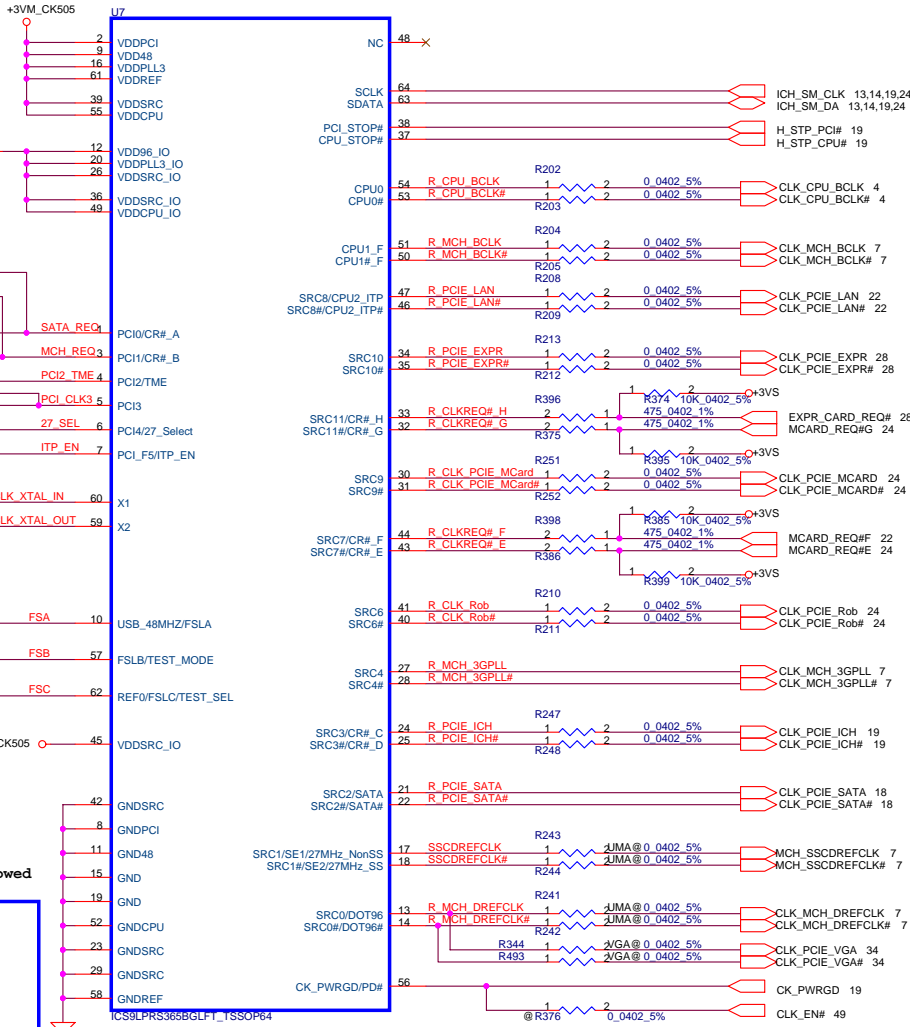 +3VM_CK505
U7
2 VDDPCI
9 VDD48
16 VDDPLL3
61 VDDREF
39 VDDSRC
55 VDDCPU
12 VDD96_IO
20 VDDPLL3_IO
26 VDDSRC_IO
36 VDDSRC_IO
49 VDDCPU_IO
SATA_REQ 1 PCI0/CR#_A
MCH_REQ 3 PCI1/CR#_B
PCI2_TME 4 PCI2/TME
PCI_CLK3 5 PCI3
27_SEL 6 PCI4/27_Select
ITP_EN 7 PCI_F5/ITP_EN
LK_XTAL_IN 60 X1
LK_XTAL_OUT 59 X2
FSA 10 USB_48MHZ/FSLA
FSB 57 FSLB/TEST_MODE
FSC 62 REF0/FSLC/TEST_SEL
CK505 45 VDDSRC_IO
42 GNDSRC
8 GNDPCI
11 GND48
owed
15 GND
19 GND
52 GNDCPU
23 GNDSRC
29 GNDSRC
58 GNDREF
ICS9LPRS365BGLFT_TSSOP64
NC 48
SCLK 64 ICH_SM_CLK 13,14,19,24
SDATA 63 ICH_SM_DA 13,14,19,24
PCI_STOP# 38 H_STP_PCI# 19
CPU_STOP# 37 H_STP_CPU# 19
R202
CPU0 54 R_CPU_BCLK 1 2 0_0402_5% CLK_CPU_BCLK 4
CPU0# 53 R_CPU_BCLK# 1 2 0_0402_5% CLK_CPU_BCLK# 4
R203
R204
CPU1_F 51 R_MCH_BCLK 1 2 0_0402_5% CLK_MCH_BCLK 7
CPU1#_F 50 R_MCH_BCLK# 1 2 0_0402_5% CLK_MCH_BCLK# 7
R205
R208
SRC8/CPU2_ITP 47 R_PCIE_LAN 1 2 0_0402_5% CLK_PCIE_LAN 22
SRC8#/CPU2_ITP# 46 R_PCIE_LAN# 1 2 0_0402_5% CLK_PCIE_LAN# 22
R209
R213
SRC10 34 R_PCIE_EXPR 1 2 0_0402_5% CLK_PCIE_EXPR 28
SRC10# 35 R_PCIE_EXPR# 1 2 0_0402_5% CLK_PCIE_EXPR# 28
R212
1 2 +3VS
R396 R374 10K_0402_5%
SRC11/CR#_H 33 R_CLKREQ#_H 2 1 475_0402_1% EXPR_CARD_REQ# 28
SRC11#/CR#_G 32 R_CLKREQ#_G 2 1 475_0402_1% MCARD_REQ#G 24
R375
1 2 +3VS
R251 R395 10K_0402_5%
SRC9 30 R_CLK_PCIE_MCard 1 2 0_0402_5% CLK_PCIE_MCARD 24
SRC9# 31 R_CLK_PCIE_MCard# 1 2 0_0402_5% CLK_PCIE_MCARD# 24
R252
1 2 +3VS
R398 R385 10K_0402_5%
SRC7/CR#_F 44 R_CLKREQ#_F 2 1 475_0402_1% MCARD_REQ#F 22
SRC7#/CR#_E 43 R_CLKREQ#_E 2 1 475_0402_1% MCARD_REQ#E 24
R386
1 2 +3VS
R399 10K_0402_5%
R210
SRC6 41 R_CLK_Rob 1 2 0_0402_5% CLK_PCIE_Rob 24
SRC6# 40 R_CLK_Rob# 1 2 0_0402_5% CLK_PCIE_Rob# 24
R211
SRC4 27 R_MCH_3GPLL CLK_MCH_3GPLL 7
SRC4# 28 R_MCH_3GPLL# CLK_MCH_3GPLL# 7
R247
SRC3/CR#_C 24 R_PCIE_ICH 1 2 0_0402_5% CLK_PCIE_ICH 19
SRC3#/CR#_D 25 R_PCIE_ICH# 1 2 0_0402_5% CLK_PCIE_ICH# 19
R248
SRC2/SATA 21 R_PCIE_SATA CLK_PCIE_SATA 18
SRC2#/SATA# 22 R_PCIE_SATA# CLK_PCIE_SATA# 18
R243
SRC1/SE1/27MHz_NonSS 17 SSCDREFCLK 1 2 UMA@ 0_0402_5% MCH_SSCDREFCLK 7
SRC1#/SE2/27MHz_SS 18 SSCDREFCLK# 1 2 UMA@ 0_0402_5% MCH_SSCDREFCLK# 7
R244
R241
SRC0/DOT96 13 R_MCH_DREFCLK 1 2 UMA@ 0_0402_5% CLK_MCH_DREFCLK 7
SRC0#/DOT96# 14 R_MCH_DREFCLK# 1 2 UMA@ 0_0402_5% CLK_MCH_DREFCLK# 7
R242
R344 1 2 VGA@ 0_0402_5% CLK_PCIE_VGA 34
R493 1 2 VGA@ 0_0402_5% CLK_PCIE_VGA# 34
CK_PWRGD/PD# 56 CK_PWRGD 19
1 2
@ R376 0_0402_5% CLK_EN# 49